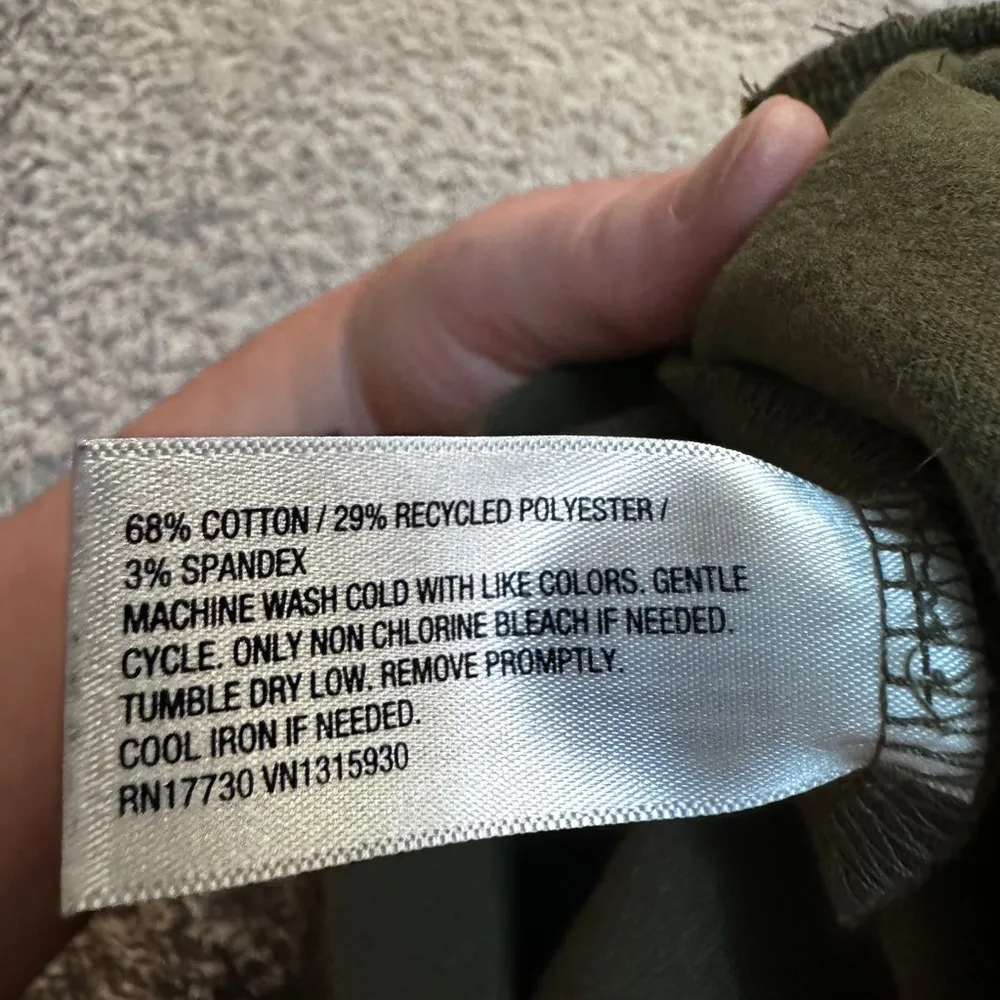 68% COTTON / 29% RECYCLED POLYESTER /
3% SPANDEX
MACHINE WASH COLD WITH LIKE COLORS. GENTLE
CYCLE. ONLY NON CHLORINE BLEACH IF NEEDED.
TUMBLE DRY LOW. REMOVE PROMPTLY.
COOL IRON IF NEEDED.
RN17730 VN1315930